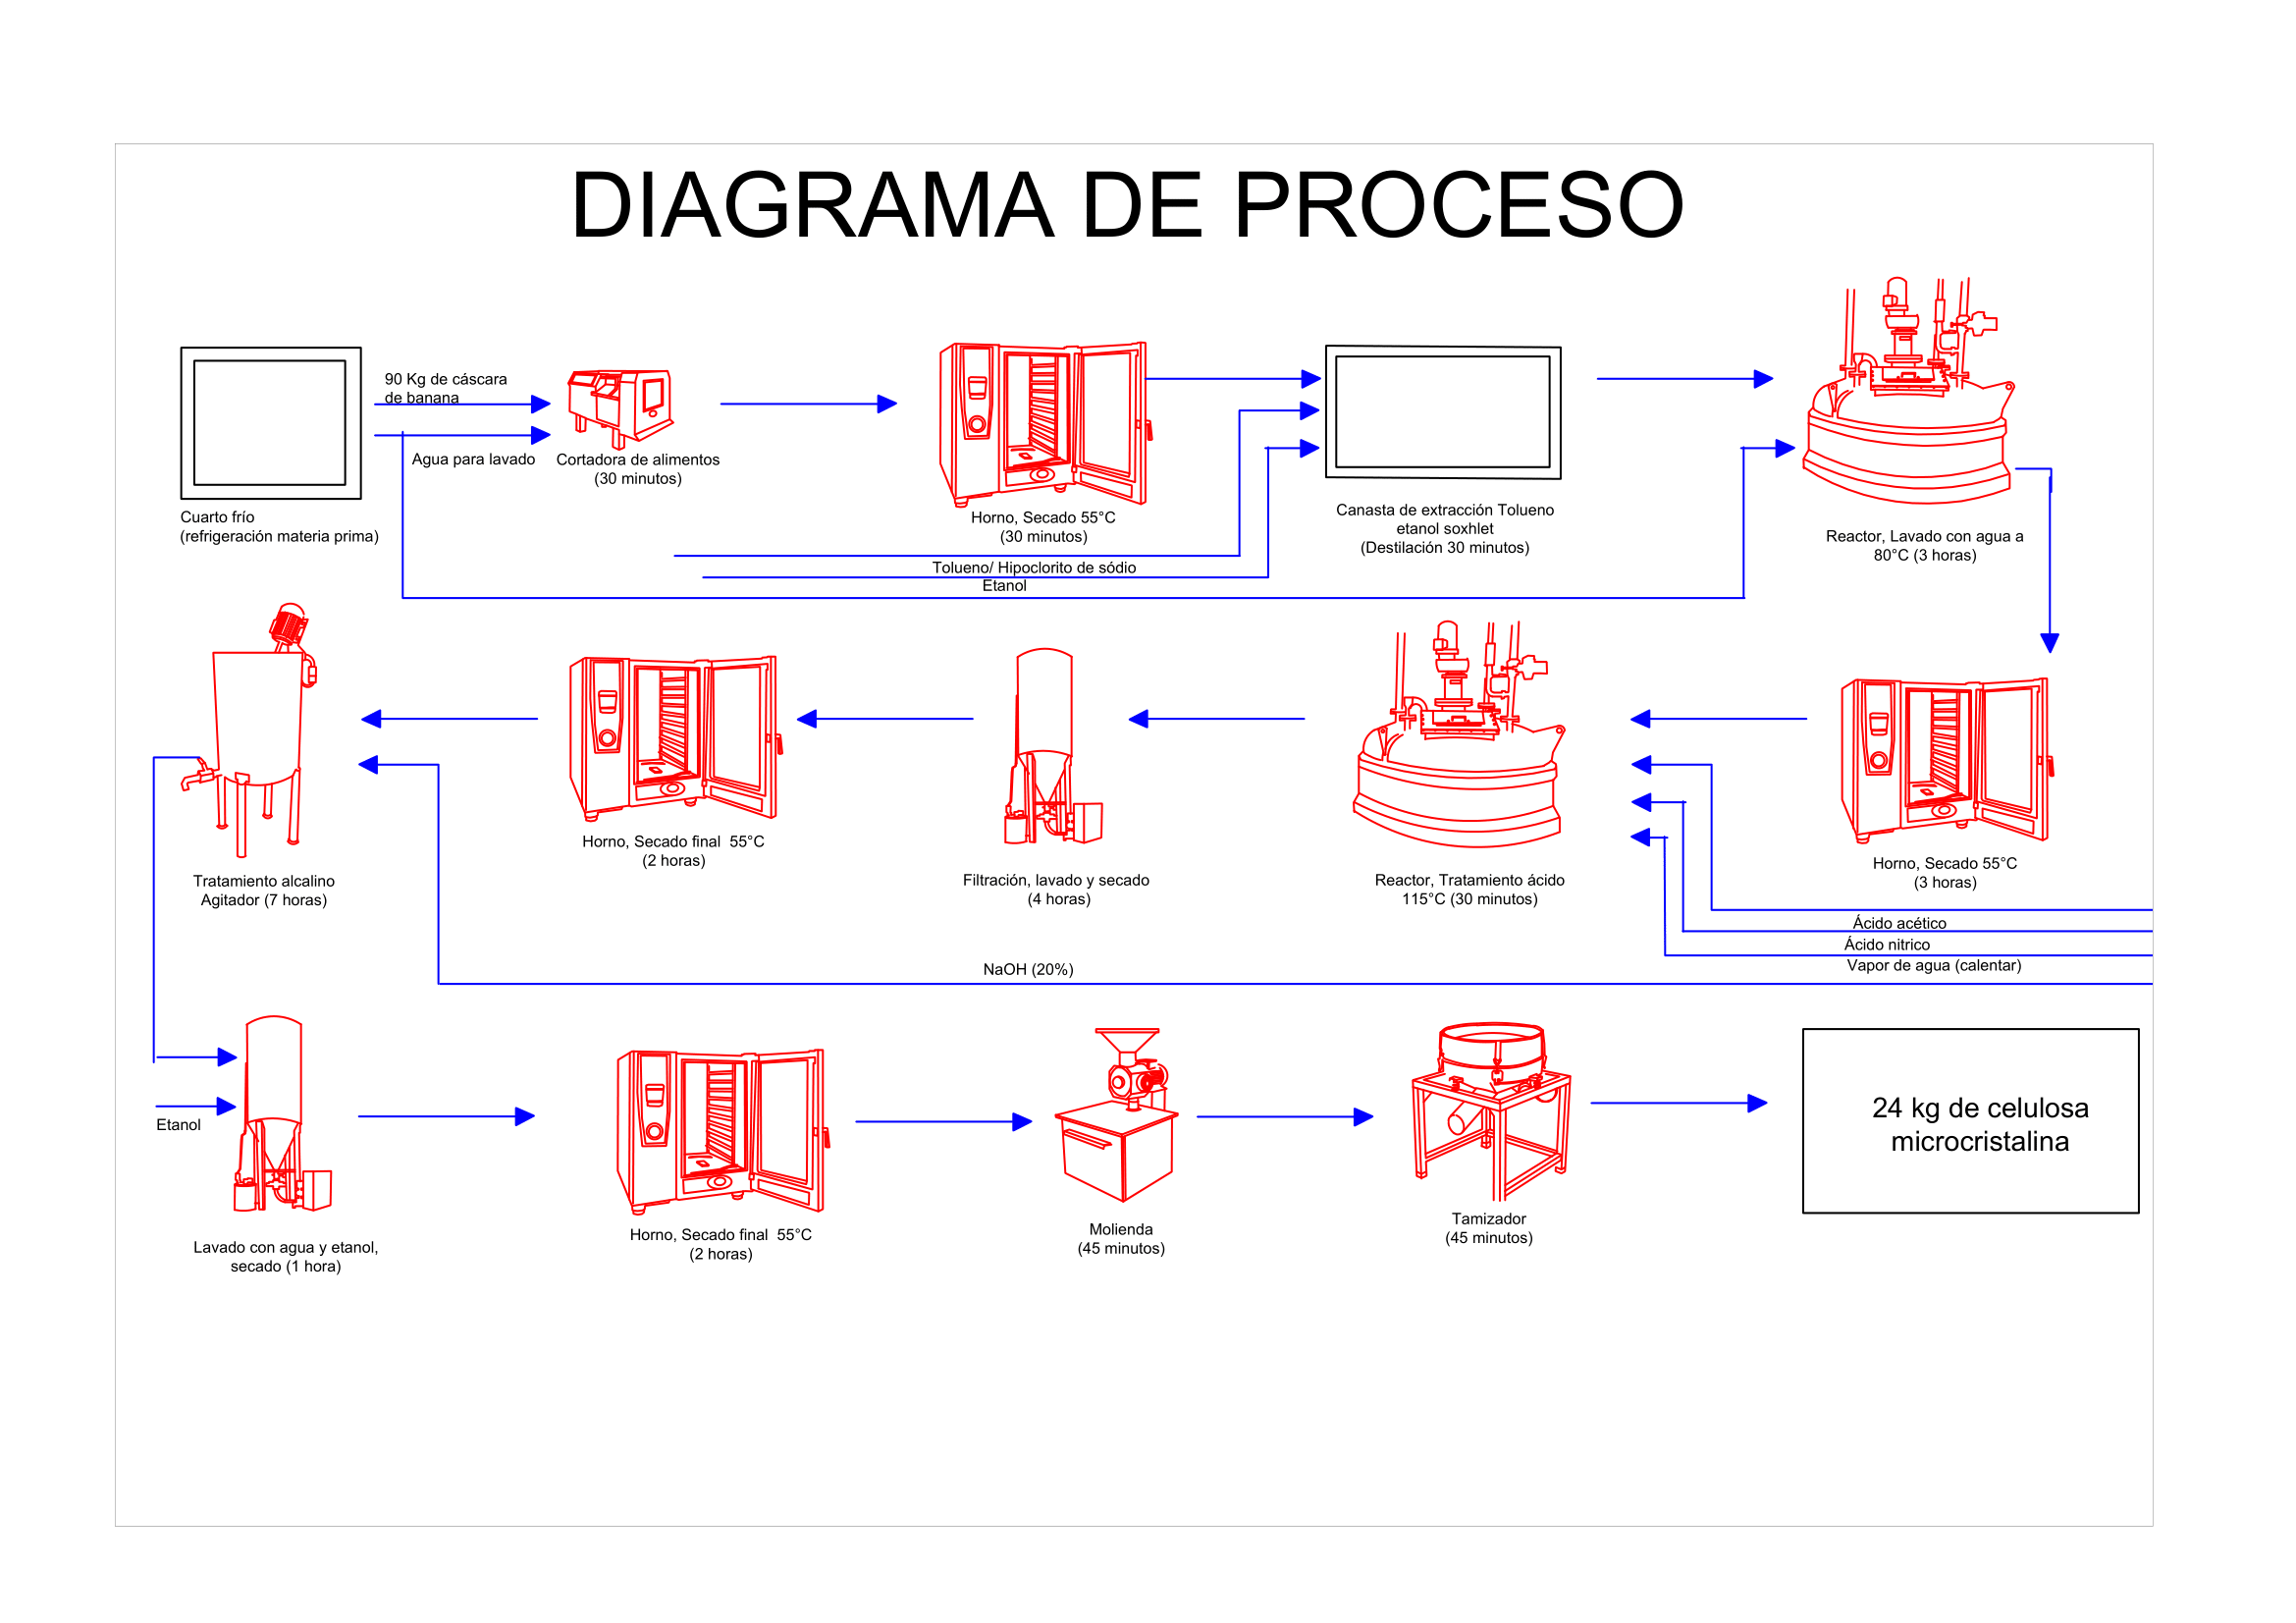 DIAGRAMA DE PROCESO
90 Kg de cáscara
de banana
Agua para lavado
Cortadora de alimentos
(30 minutos)
Cuarto frío
(refrigeración materia prima)
Horno, Secado 55°C
(30 minutos)
Canasta de extracción Tolueno
etanol soxhlet
(Destilación 30 minutos)
Reactor, Lavado con agua a
80°C (3 horas)
Tolueno/ Hipoclorito de sódio
Etanol
Tratamiento alcalino
Agitador (7 horas)
Horno, Secado final  55°C
(2 horas)
Filtración, lavado y secado
(4 horas)
Reactor, Tratamiento ácido
115°C (30 minutos)
Horno, Secado 55°C
(3 horas)
Ácido acético
Ácido nitrico
Vapor de agua (calentar)
NaOH (20%)
Etanol
Lavado con agua y etanol,
secado (1 hora)
Horno, Secado final  55°C
(2 horas)
Molienda
(45 minutos)
Tamizador
(45 minutos)
24 kg de celulosa
microcristalina